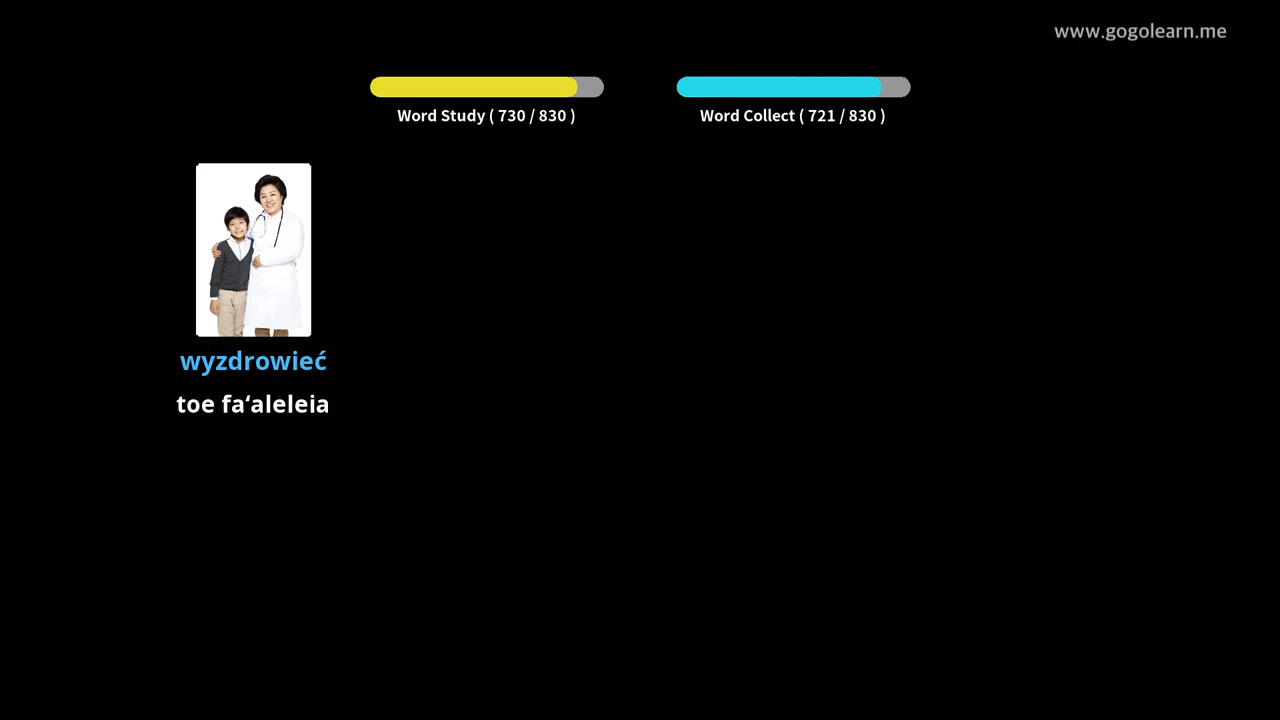 www.gogolearn.me
Word Study ( 730 / 830 )
Word Collect ( 721 / 830 )
wyzdrowieć
toe fa‘aleleia